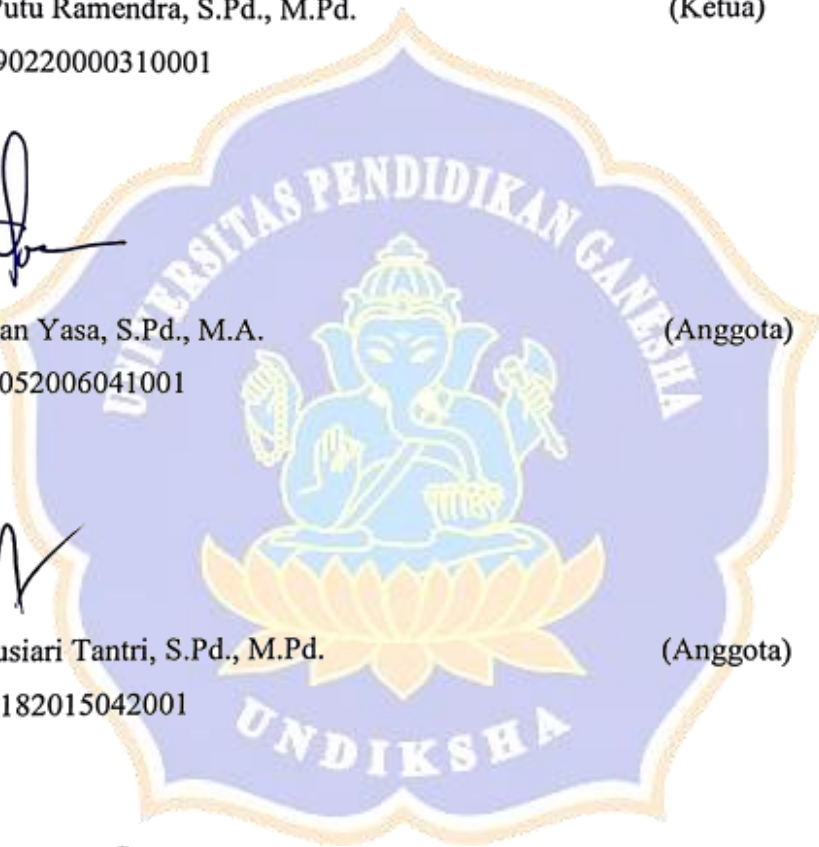 Putu Ramendra, S.Pd., M.Pd. (Ketua)
90220000310001
UNIVERSITAS PENDIDIKAN GANESHA
an Yasa, S.Pd., M.A. (Anggota)
052006041001
usiari Tantri, S.Pd., M.Pd. (Anggota)
182015042001
UNDIKSHA